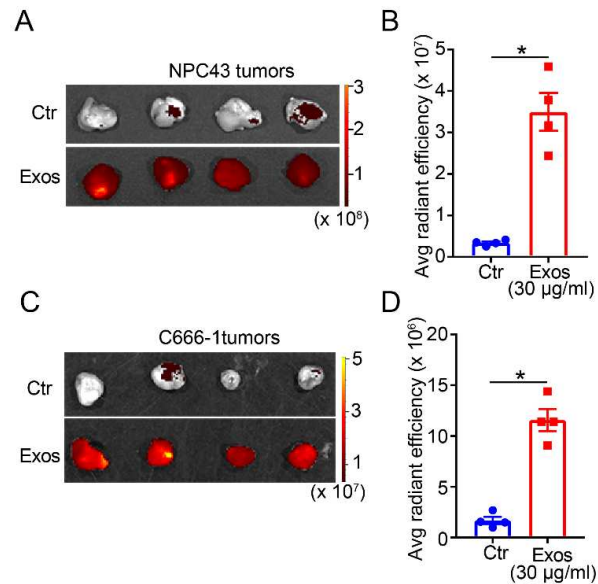 A
NPC43 tumors
Ctr
Exos
3
2
1
(x 10⁸)
B
Avg radiant efficiency (x 10⁷)
5
4
3
2
1
0
*
Ctr
Exos
(30 µg/ml)
C
C666-1tumors
Ctr
Exos
5
3
1
(x 10⁷)
D
Avg radiant efficiency (x 10⁶)
20
15
10
5
0
*
Ctr
Exos
(30 µg/ml)